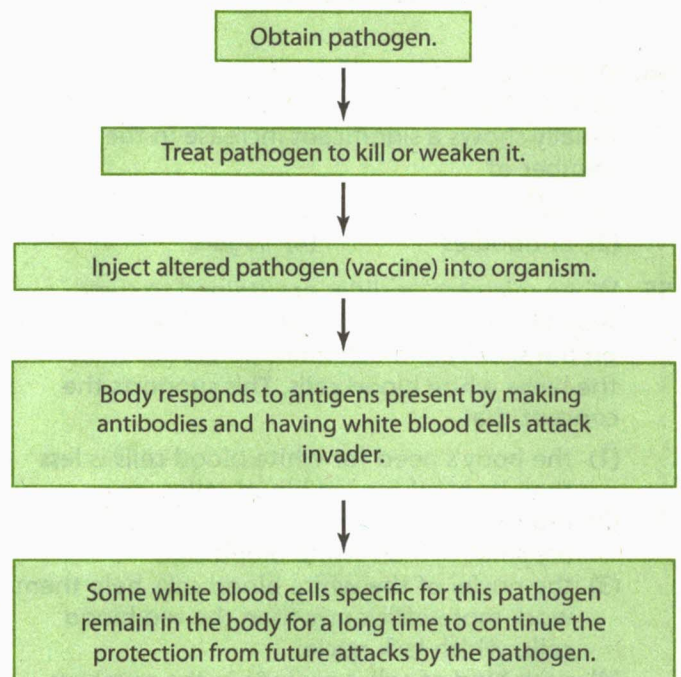 Obtain pathogen.
Treat pathogen to kill or weaken it.
Inject altered pathogen (vaccine) into organism.
Body responds to antigens present by making
antibodies and having white blood cells attack
invader.
Some white blood cells specific for this pathogen
remain in the body for a long time to continue the
protection from future attacks by the pathogen.